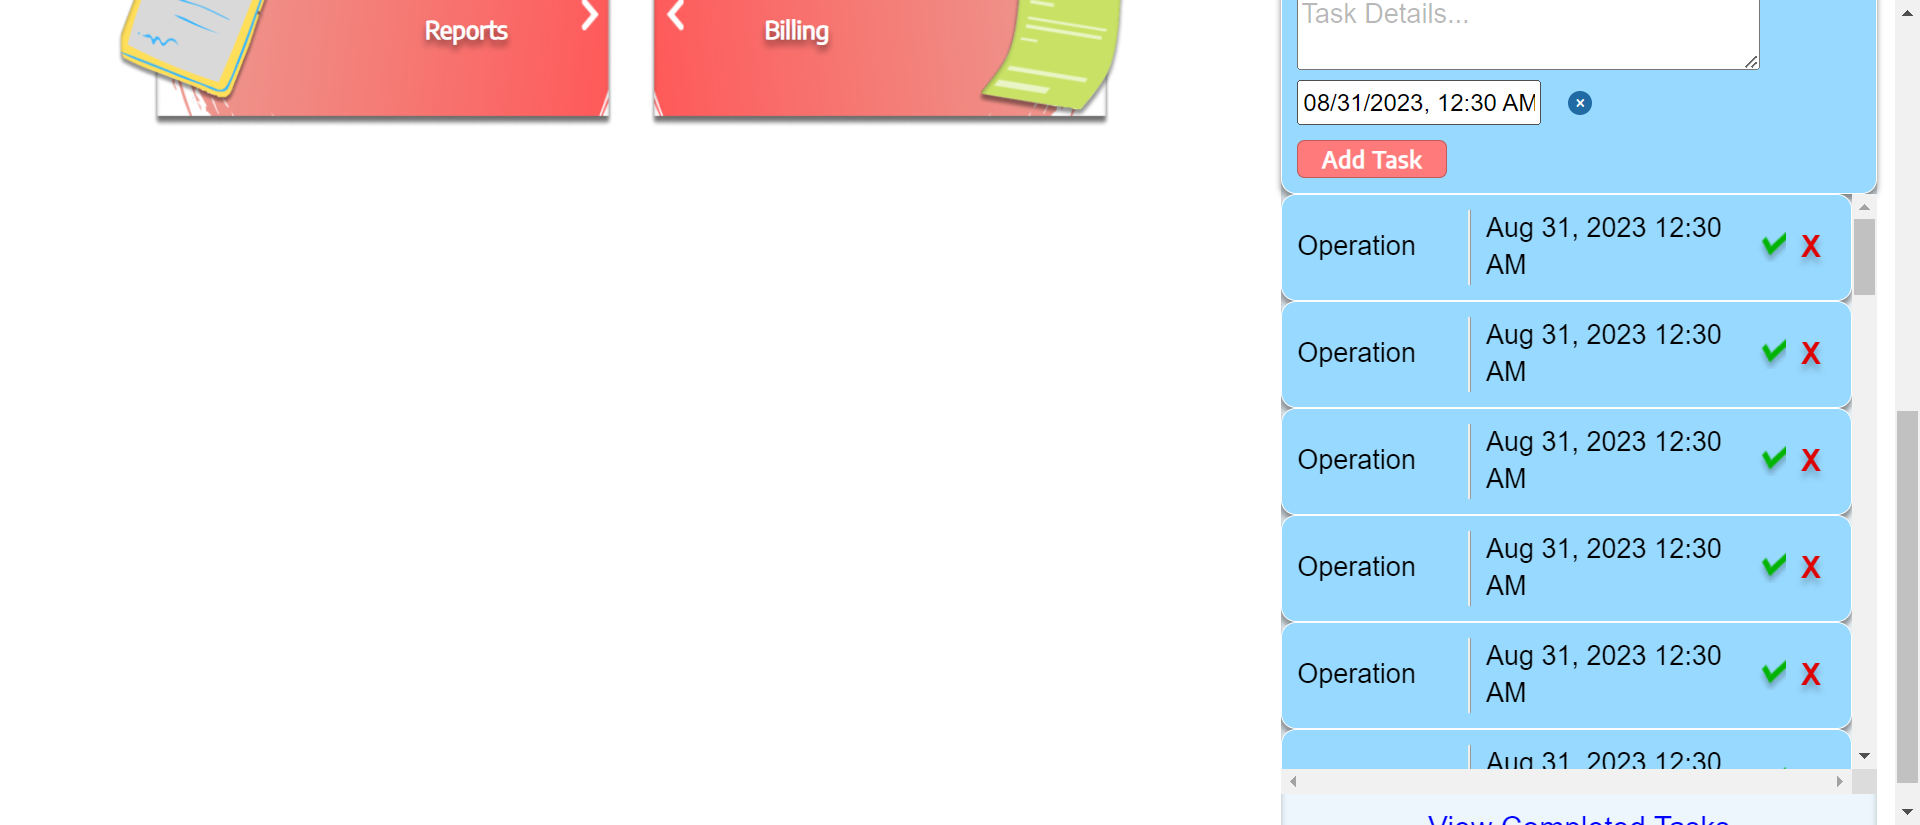 Reports
Billing
Task Details...
08/31/2023, 12:30 AM
Add Task
Operation
Aug 31, 2023 12:30
AM
X
Operation
Aug 31, 2023 12:30
AM
X
Operation
Aug 31, 2023 12:30
AM
X
Operation
Aug 31, 2023 12:30
AM
X
Operation
Aug 31, 2023 12:30
AM
X
Aug 31, 2023 12:30
View Completed Tasks